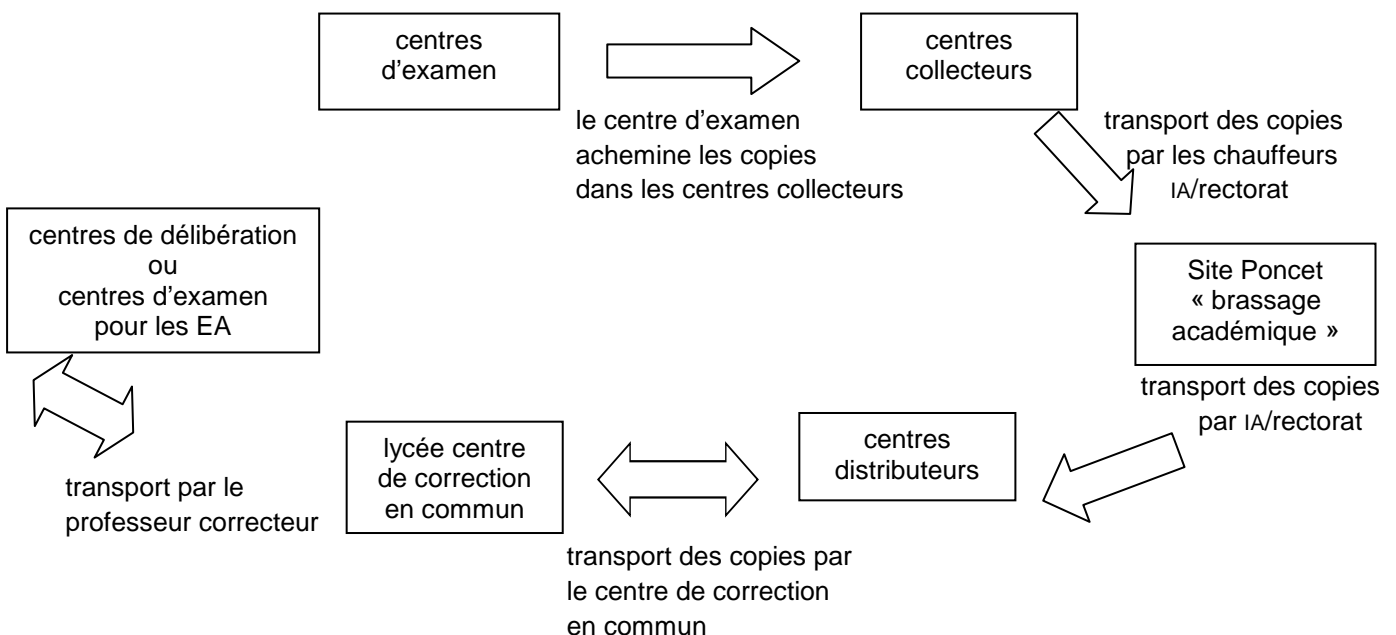 centres
d'examen
centres
collecteurs
le centre d'examen
achemine les copies
dans les centres collecteurs
transport des copies
par les chauffeurs
IA/rectorat
centres de délibération
ou
centres d'examen
pour les EA
Site Poncet
« brassage
académique »
transport des copies
par IA/rectorat
lycée centre
de correction
en commun
centres
distributeurs
transport par le
professeur correcteur
transport des copies par
le centre de correction
en commun